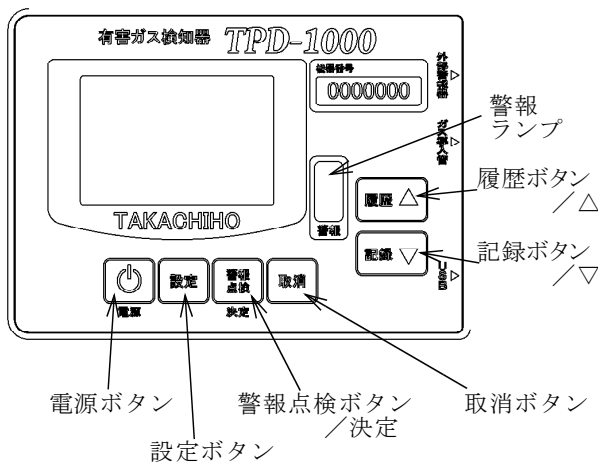 有害ガス検知器 TPD-1000
機器番号
0000000
外部警報器 ▷
ガス導入管 ▷
警報
ランプ
履歴 △
履歴ボタン
／△
警報
TAKACHIHO
記録 ▽
記録ボタン
／▽
USB ▷
設定
警報
点検
取消
電源
決定
電源ボタン
警報点検ボタン
／決定
取消ボタン
設定ボタン